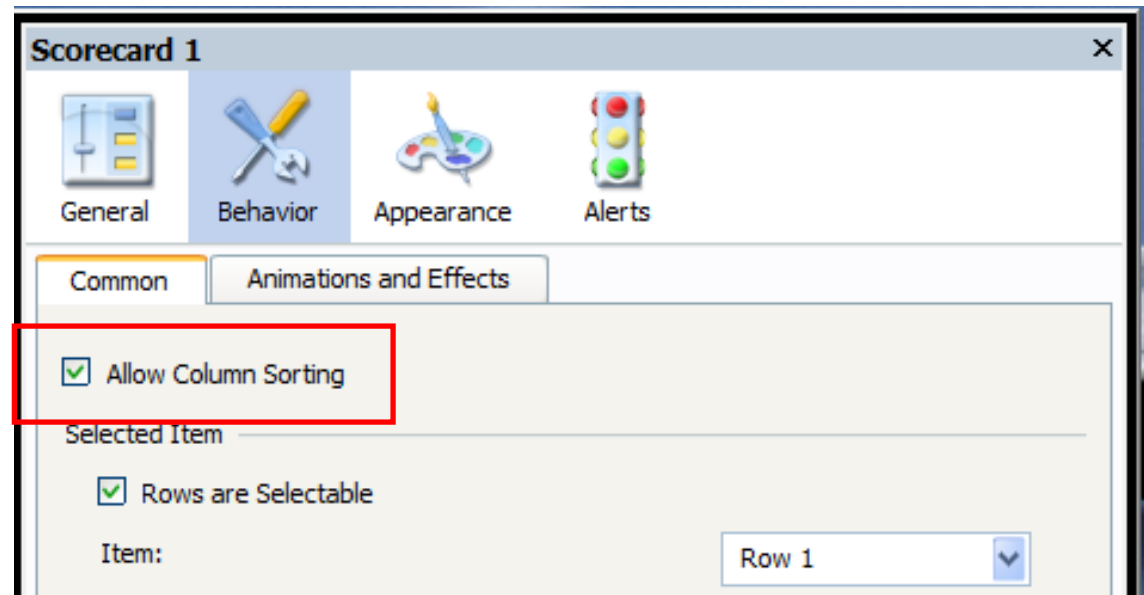 Scorecard 1
General Behavior Appearance Alerts
Common Animations and Effects
Allow Column Sorting
Selected Item
Rows are Selectable
Item: Row 1